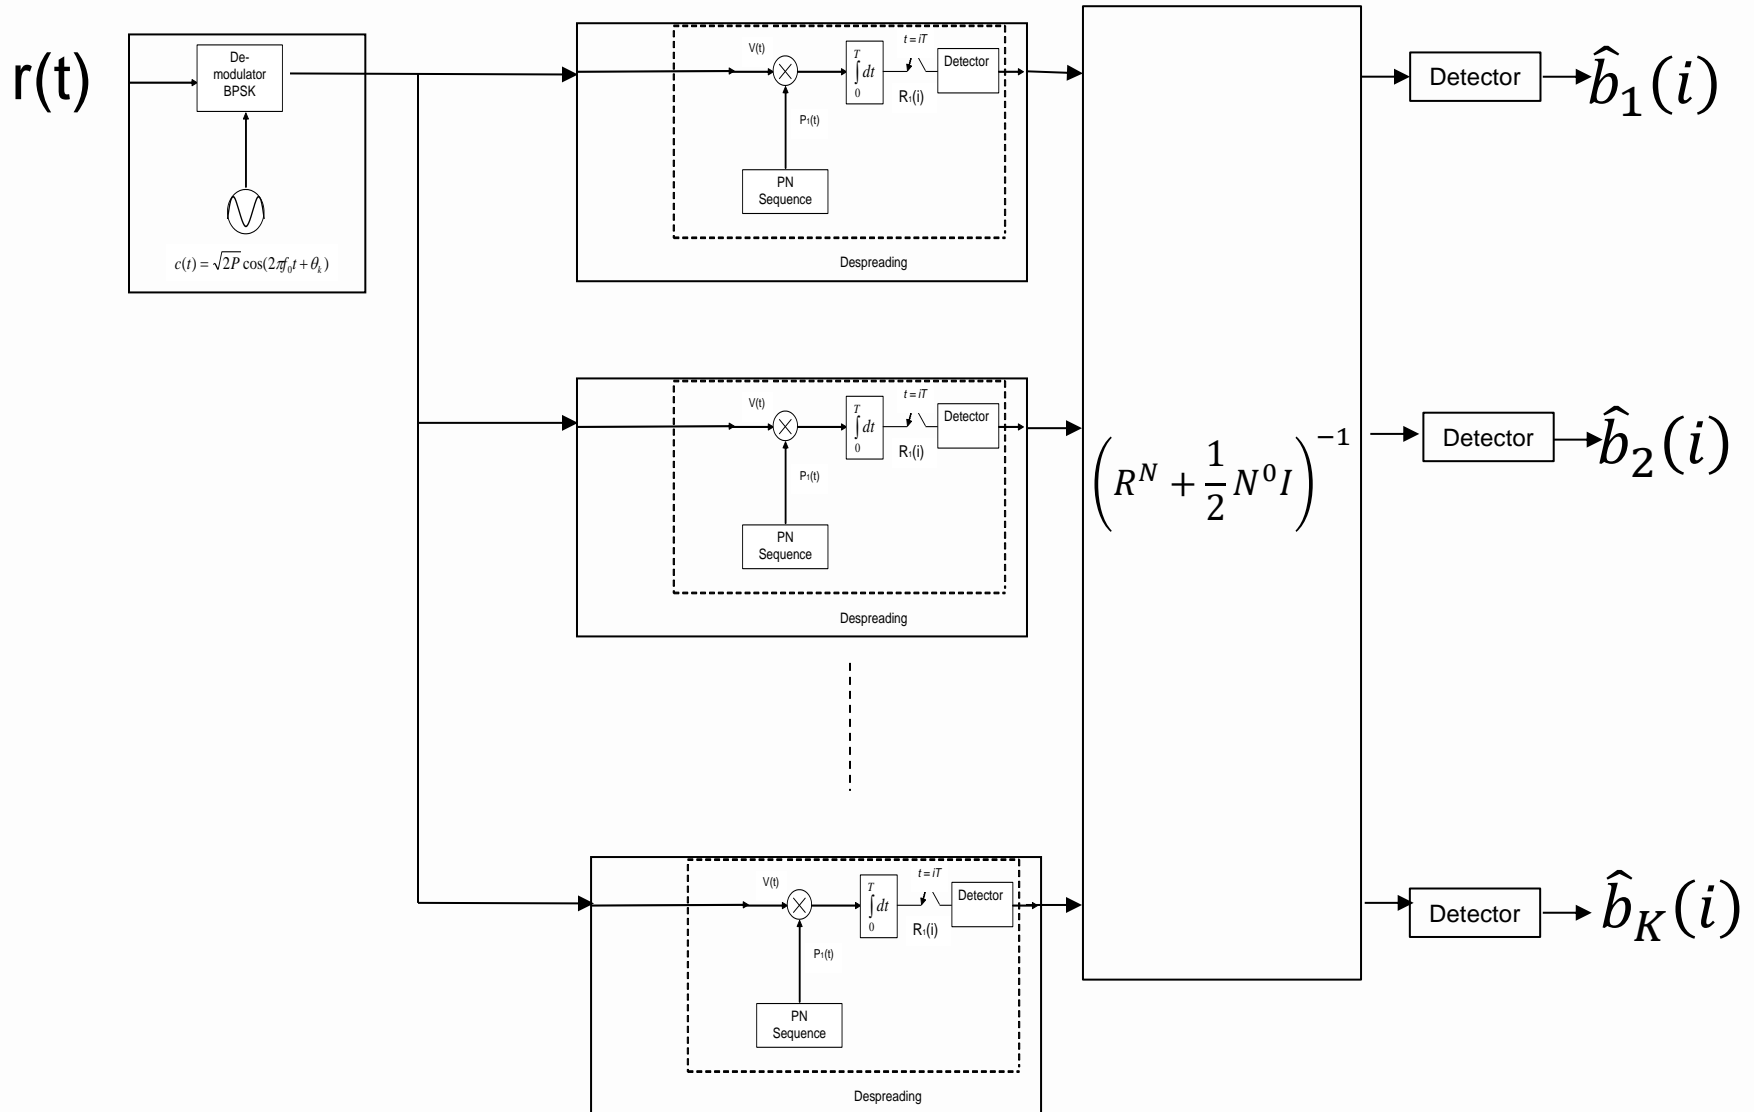 r(t)
De-
modulator
BPSK
c(t) = √2P cos(2πf₀t + θₖ)
V(t)
P₁(t)
PN
Sequence
T
∫ dt
0
t = iT
R₁(i)
Detector
Despreading
V(t)
P₁(t)
PN
Sequence
T
∫ dt
0
t = iT
R₁(i)
Detector
Despreading
V(t)
P₁(t)
PN
Sequence
T
∫ dt
0
t = iT
R₁(i)
Detector
Despreading
(R^N + 1/2 N^0 I)^−1
Detector
b̂₁(i)
Detector
b̂₂(i)
Detector
b̂_K(i)